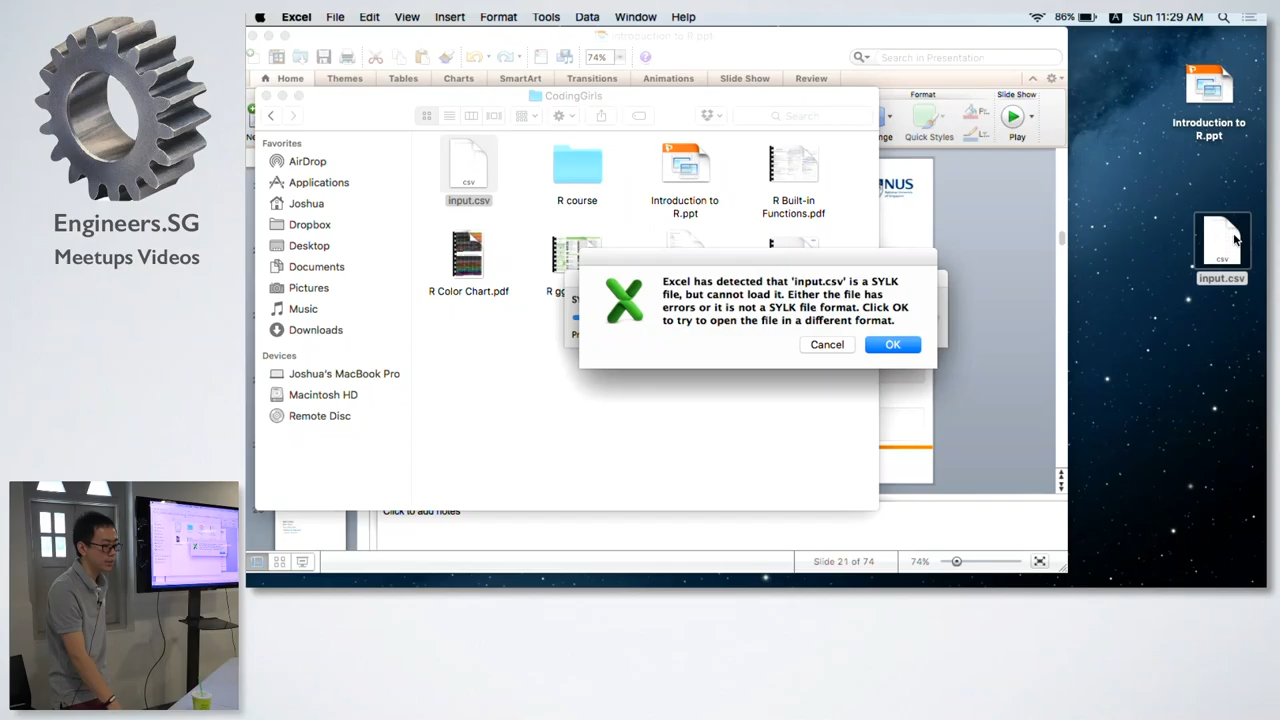 Engineers.SG
Meetups Videos
Excel File Edit View Insert Format Tools Data Window Help
86% A Sun 11:29 AM
Introduction to R.ppt
74%
Search in Presentation
Home Themes Tables Charts SmartArt Transitions Animations Slide Show Review
CodingGirls
Format
Slide Show
Search
Quick Styles
Play
Favorites
AirDrop
Applications
Joshua
Dropbox
Desktop
Documents
Pictures
Music
Downloads
Devices
Joshua's MacBook Pro
Macintosh HD
Remote Disc
csv
input.csv
R course
Introduction to
R.ppt
R Built-in
Functions.pdf
R Color Chart.pdf
NUS
Excel has detected that 'input.csv' is a SYLK
file, but cannot load it. Either the file has
errors or it is not a SYLK file format. Click OK
to try to open the file in a different format.
Cancel OK
Click to add notes
Slide 21 of 74 74%
Introduction to
R.ppt
csv
input.csv